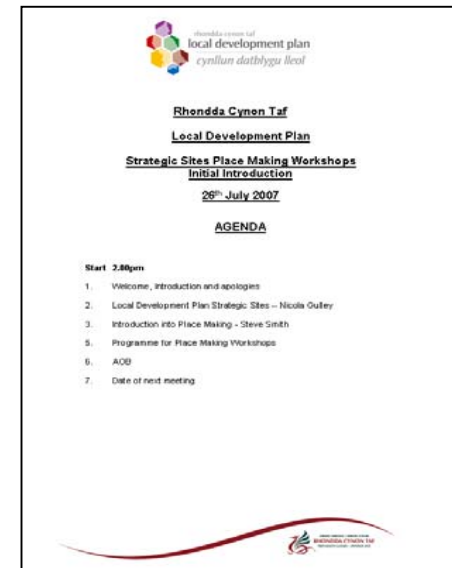 rhondda cynon taf
local development plan
cynllun datblygu lleol
Rhondda Cynon Taf
Local Development Plan
Strategic Sites Place Making Workshops
Initial Introduction
26th July 2007
AGENDA
Start 2.00pm
1. Welcome, Introduction and apologies
2. Local Development Plan Strategic Sites – Nicola Gulley
3. Introduction into Place Making - Steve Smith
5. Programme for Place Making Workshops
6. AOB
7. Date of next meeting.
RHONDDA CYNON TAF